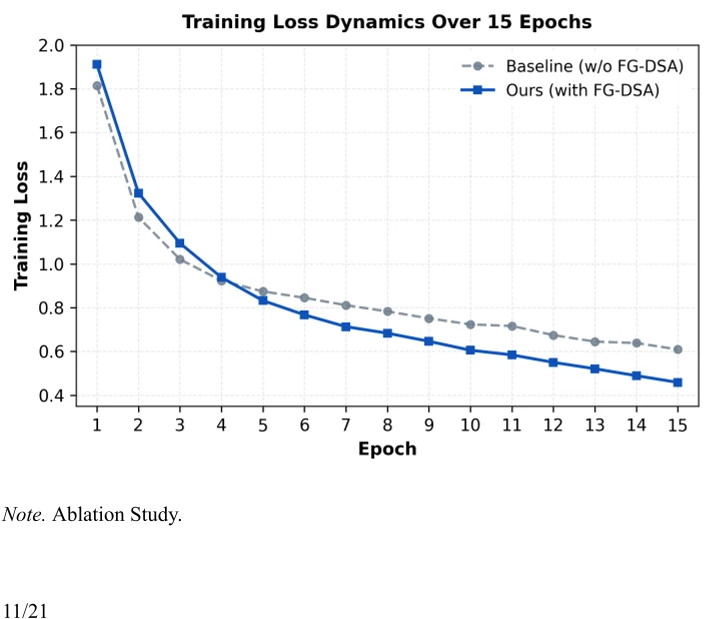 Training Loss Dynamics Over 15 Epochs
Baseline (w/o FG-DSA)
Ours (with FG-DSA)
Training Loss
2.0
1.8
1.6
1.4
1.2
1.0
0.8
0.6
0.4
1 2 3 4 5 6 7 8 9 10 11 12 13 14 15
Epoch
Note. Ablation Study.
11/21